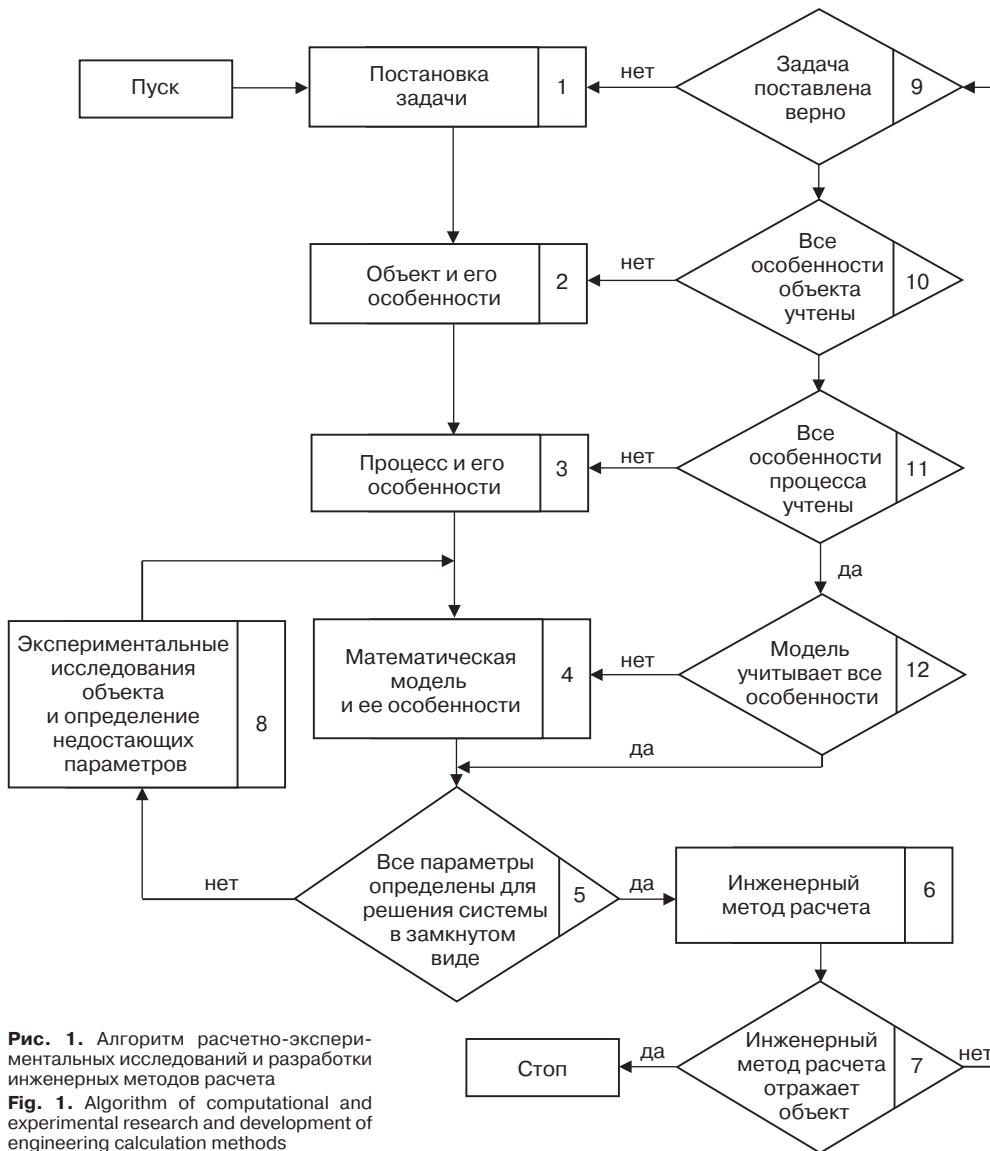 Пуск
Постановка
задачи
1
нет
Задача
поставлена
верно
9
Объект и его
особенности
2
нет
Все
особенности
объекта
учтены
10
Процесс и его
особенности
3
нет
Все
особенности
процесса
учтены
11
да
Экспериментальные
исследования
объекта
и определение
недостающих
параметров
8
Математическая
модель
и ее особенности
4
нет
Модель
учитывает все
особенности
12
да
нет
Все параметры
определены для
решения системы
в замкнутом
виде
5
да
Инженерный
метод расчета
6
Стоп
да
Инженерный
метод расчета
отражает
объект
7
нет
Рис. 1. Алгоритм расчетно-экспери-
ментальных исследований и разработки
инженерных методов расчета
Fig. 1. Algorithm of computational and
experimental research and development of
engineering calculation methods